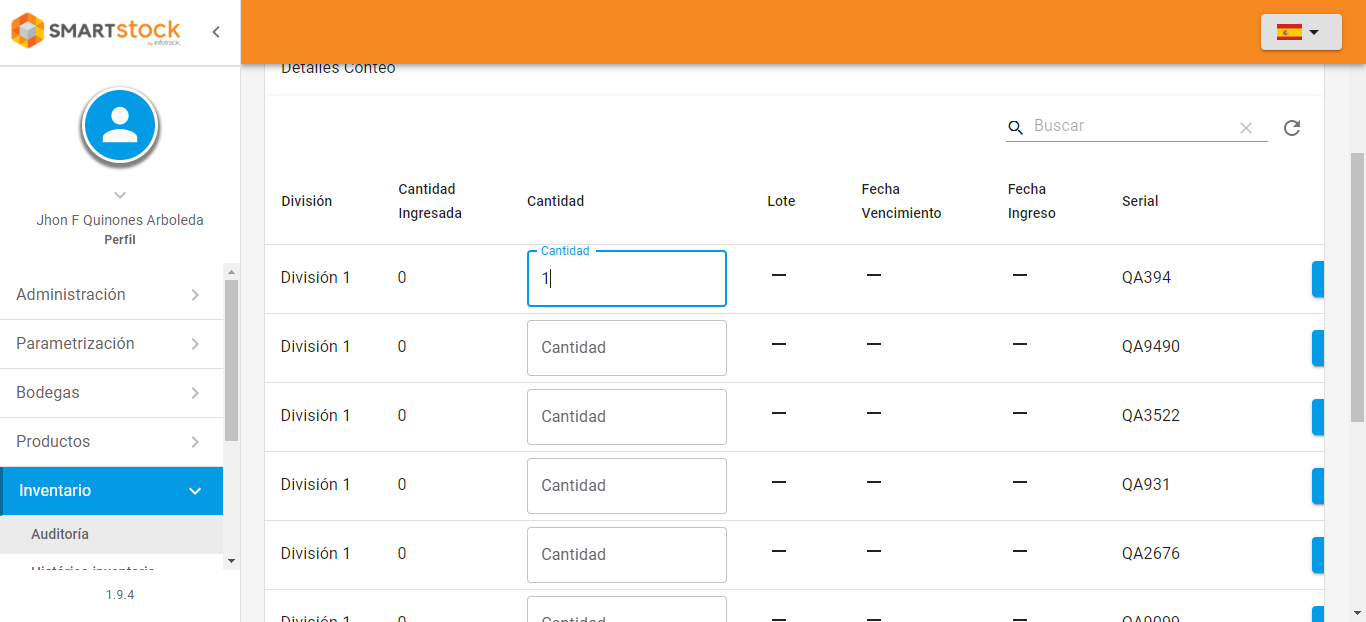 SMARTstock
by infotrack
Detalles Conteo
Buscar
Jhon F Quinones Arboleda
Perfil
Administración
Parametrización
Bodegas
Productos
Inventario
Auditoría
Histórico inventario
1.9.4
División Cantidad Ingresada Cantidad Lote Fecha Vencimiento Fecha Ingreso Serial
Cantidad
División 1 0 1 — — — QA394
División 1 0 Cantidad — — — QA9490
División 1 0 Cantidad — — — QA3522
División 1 0 Cantidad — — — QA931
División 1 0 Cantidad — — — QA2676
División 1 0 Cantidad — — — QA9099